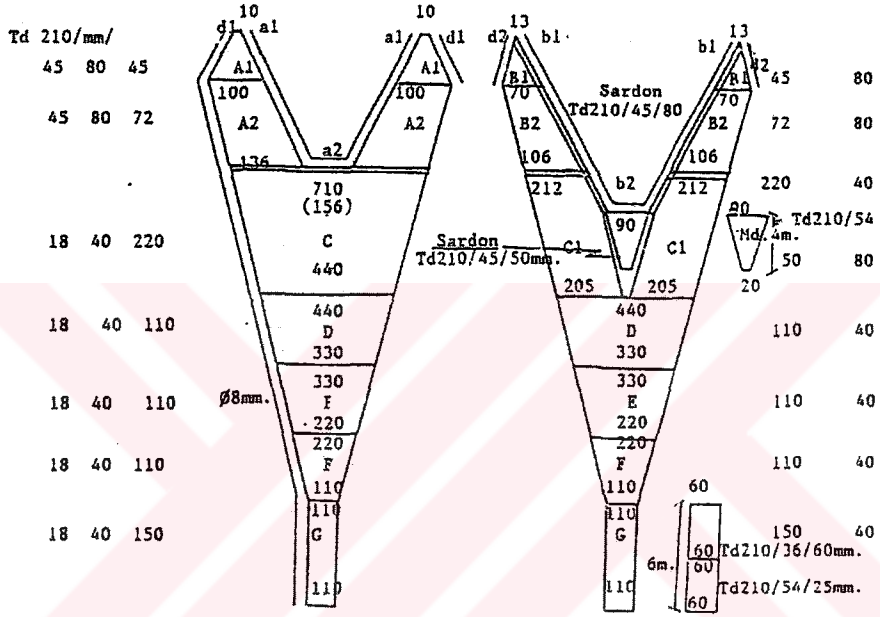 10 10 13 13
d1 a1 a1 d1 d2 b1 b1 d2
Td 210/mm/
45 80 45 A1 A1 B1 Sardon B1 45 80
100 100 70 Td210/45/80 70
45 80 72 A2 A2 B2 B2 72 80
a2
136 106 106
710 212 b2 212 220 40
(156) 90 Td210/54
18 40 220 C Sardon C1 C1 Md. 4m.
440 Td210/45/50mm. 50 80
205 205 20
440 440
18 40 110 D D 110 40
330 330
330 330
18 40 110 Ø8mm. E 110 40
220 220
220 220
18 40 110 F F 110 40
110 110 60
110 110
18 40 150 G G 150 40
60 Td210/36/60mm.
6m. 60
110 110 Td210/54/25mm.
60